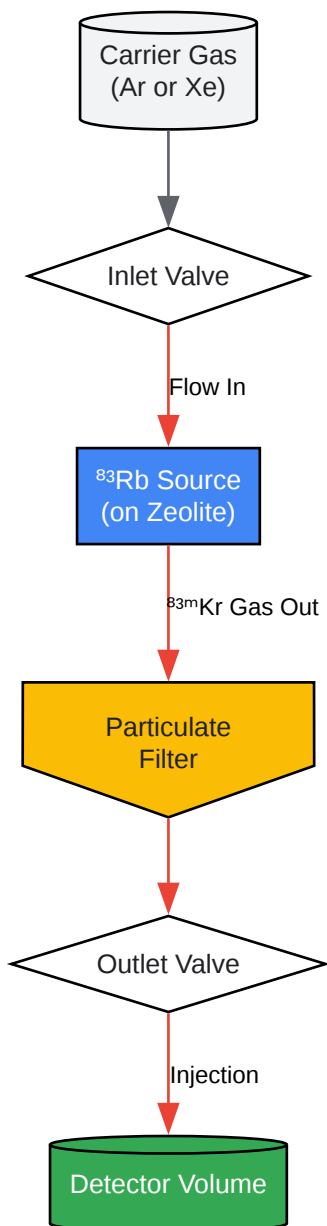 Carrier Gas
(Ar or Xe)
Inlet Valve
Flow In
⁸³Rb Source
(on Zeolite)
⁸³ᵐKr Gas Out
Particulate
Filter
Outlet Valve
Injection
Detector Volume